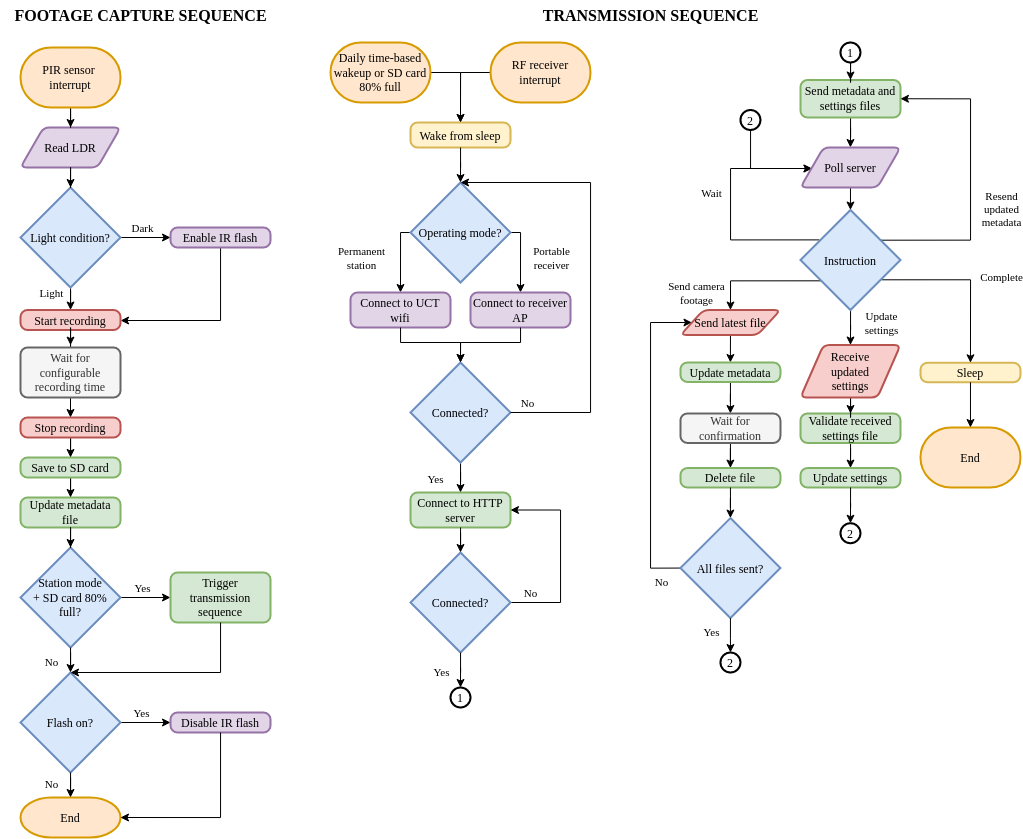 FOOTAGE CAPTURE SEQUENCE
PIR sensor
interrupt
Read LDR
Light condition?
Dark
Enable IR flash
Light
Start recording
Wait for
configurable
recording time
Stop recording
Save to SD card
Update metadata
file
Station mode
+ SD card 80%
full?
Yes
Trigger
transmission
sequence
No
Flash on?
Yes
Disable IR flash
No
End
TRANSMISSION SEQUENCE
Daily time-based
wakeup or SD card
80% full
RF receiver
interrupt
Wake from sleep
Operating mode?
Permanent
station
Portable
receiver
Connect to UCT
wifi
Connect to receiver
AP
Connected?
No
Yes
Connect to HTTP
server
Connected?
No
Yes
1
1
Send metadata and
settings files
2
Poll server
Wait
Resend
updated
metadata
Instruction
Send camera
footage
Complete
Update
settings
Send latest file
Update metadata
Wait for
confirmation
Delete file
All files sent?
No
Yes
2
Receive
updated
settings
Validate received
settings file
Update settings
2
Sleep
End